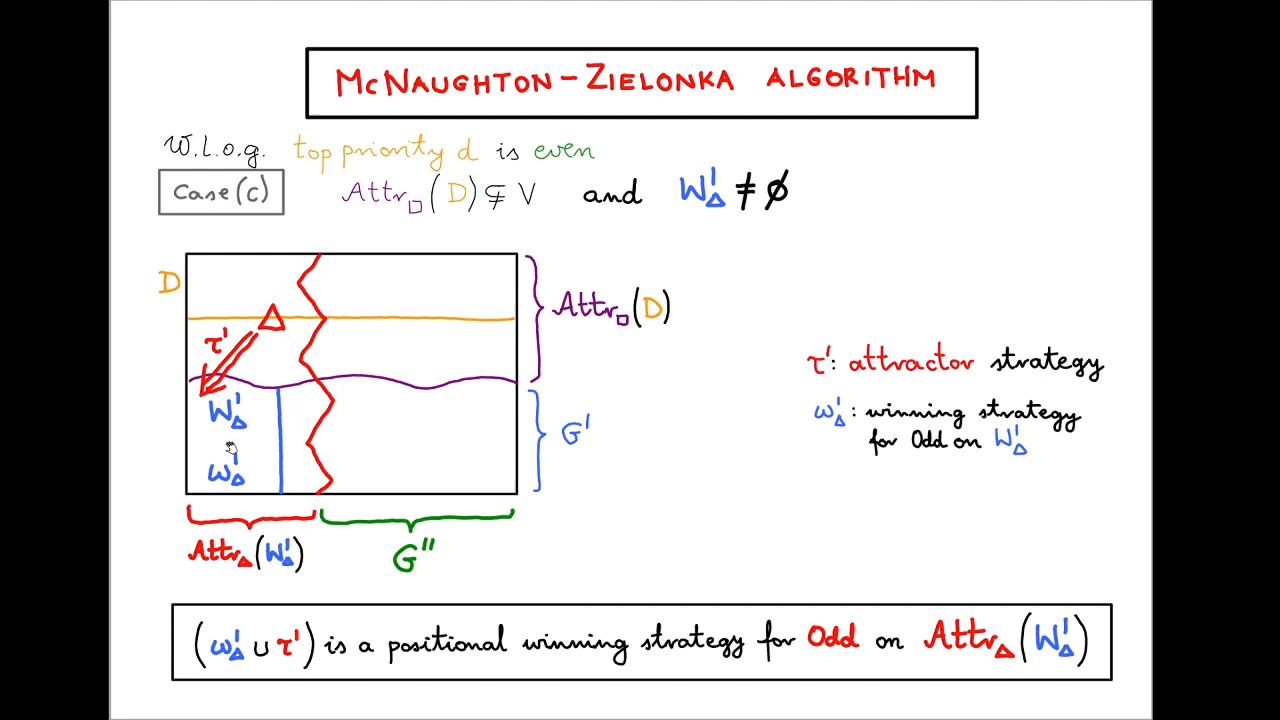 McNAUGHTON-ZIELONKA ALGORITHM
W.l.o.g. top priority d is even
Case (c) Attr□(D) ⊊ V and W'△ ≠ ∅
D
△
τ'
Attr□(D)
W'△
ω'△
G'
τ': attractor strategy
ω'△: winning strategy
for Odd on W'△
Attr△(W'△)
G''
(ω'△ ∪ τ') is a positional winning strategy for Odd on Attr△(W'△)